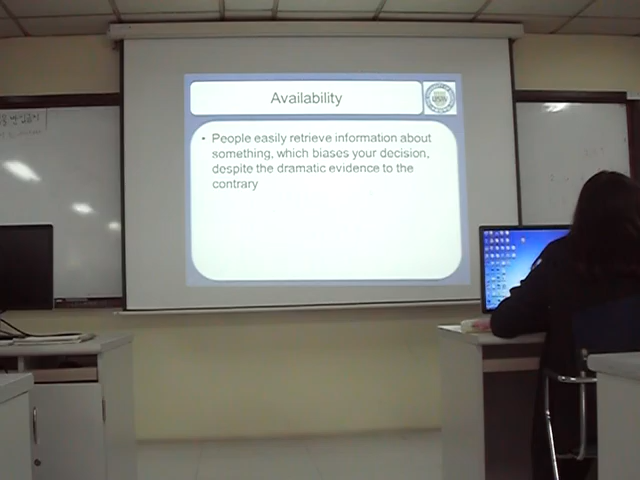 Availability
• People easily retrieve information about
something, which biases your decision,
despite the dramatic evidence to the
contrary